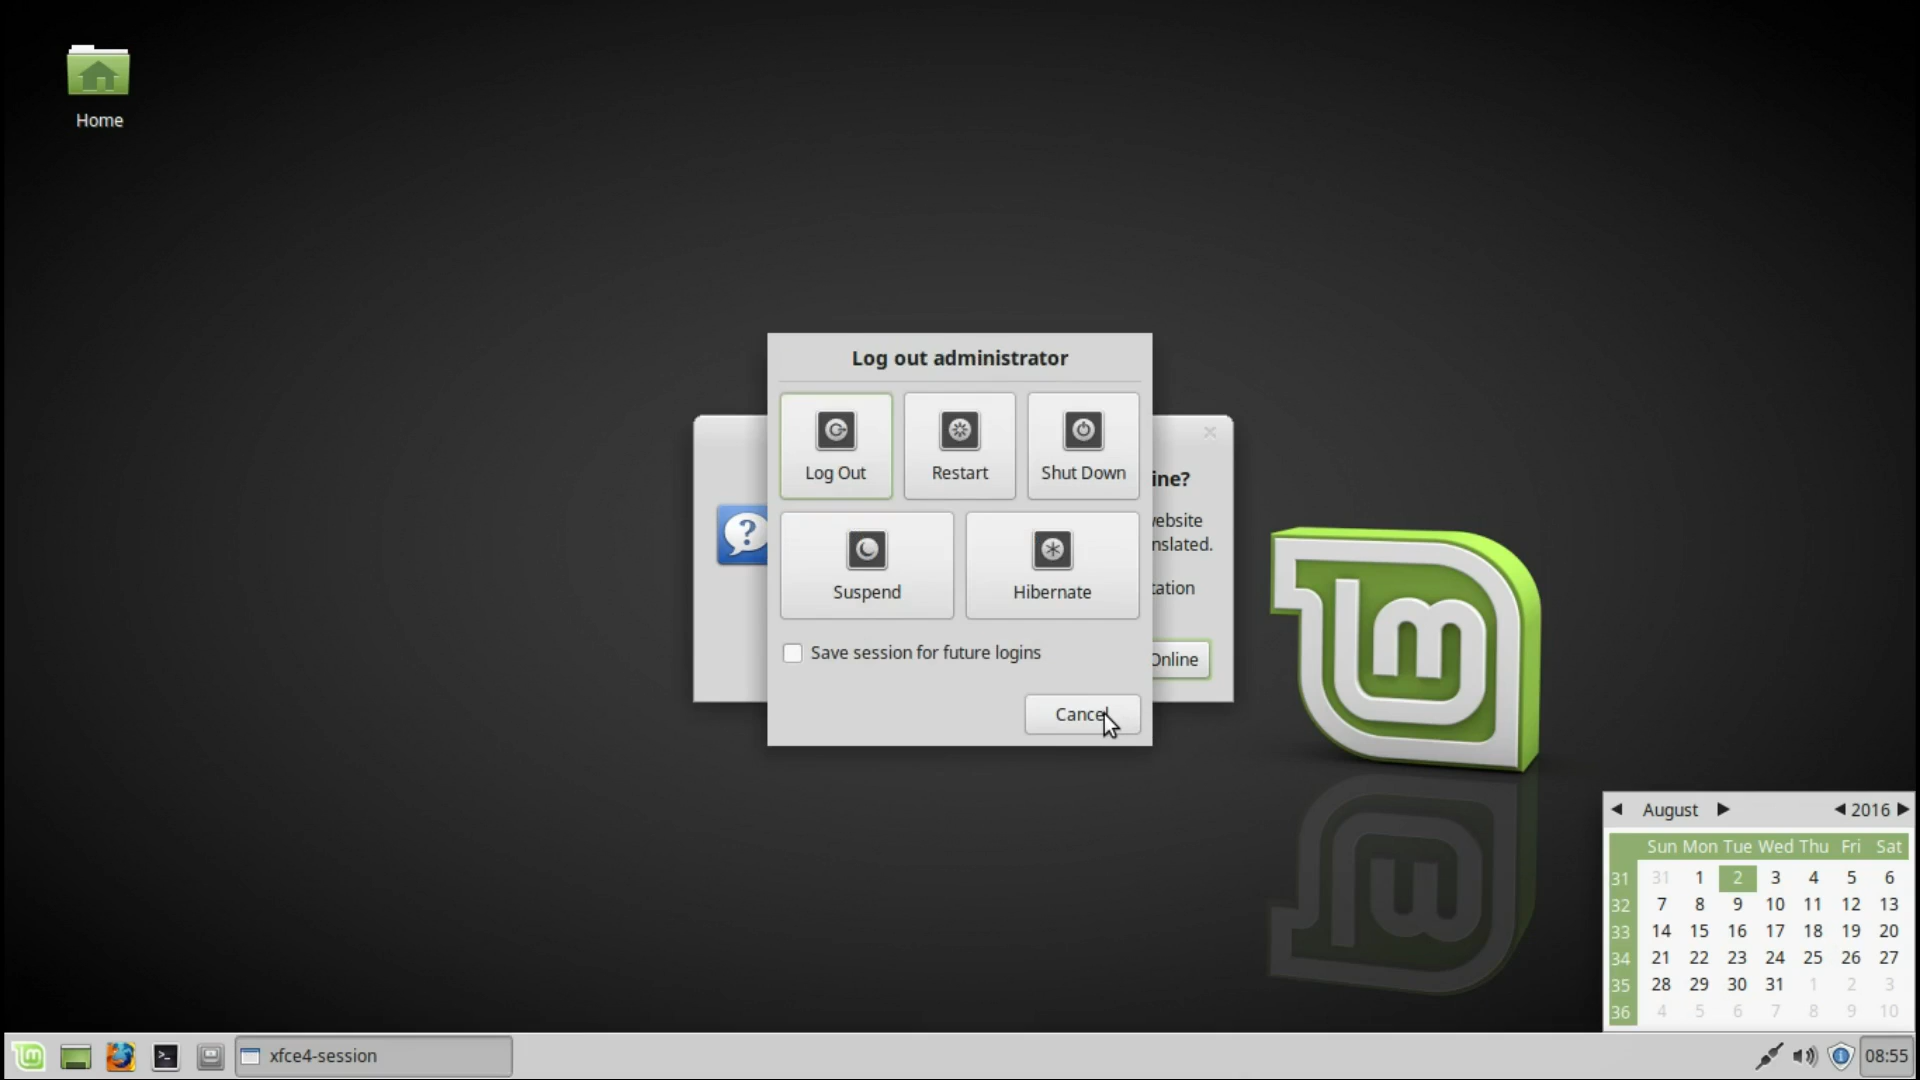 Home
Log out administrator
Log Out
Restart
Shut Down
Suspend
Hibernate
Save session for future logins
Cancel
Online
August
2016
Sun Mon Tue Wed Thu Fri Sat
31 31 1 2 3 4 5 6
32 7 8 9 10 11 12 13
33 14 15 16 17 18 19 20
34 21 22 23 24 25 26 27
35 28 29 30 31 1 2 3
36 4 5 6 7 8 9 10
xfce4-session
08:55